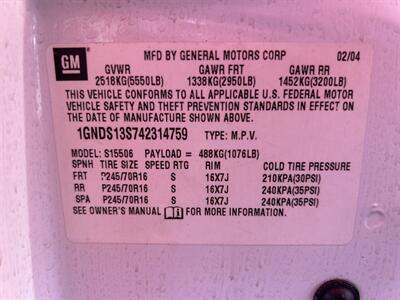 GM
MFD BY GENERAL MOTORS CORP 02/04
GVWR GAWR FRT GAWR RR
2518KG(5550LB) 1338KG(2950LB) 1452KG(3200LB)
THIS VEHICLE CONFORMS TO ALL APPLICABLE U.S. FEDERAL MOTOR
VEHICLE SAFETY AND THEFT PREVENTION STANDARDS IN EFFECT ON
THE DATE OF MANUFACTURE SHOWN ABOVE.
1GNDS13S742314759 TYPE: M.P.V.
MODEL: S15506 PAYLOAD = 488KG(1076LB)
SPNH TIRE SIZE SPEED RTG RIM COLD TIRE PRESSURE
FRT P245/70R16 S 16X7J 210KPA(30PSI)
RR P245/70R16 S 16X7J 240KPA(35PSI)
SPA P245/70R16 S 16X7J 240KPA(35PSI)
SEE OWNER'S MANUAL FOR MORE INFORMATION.